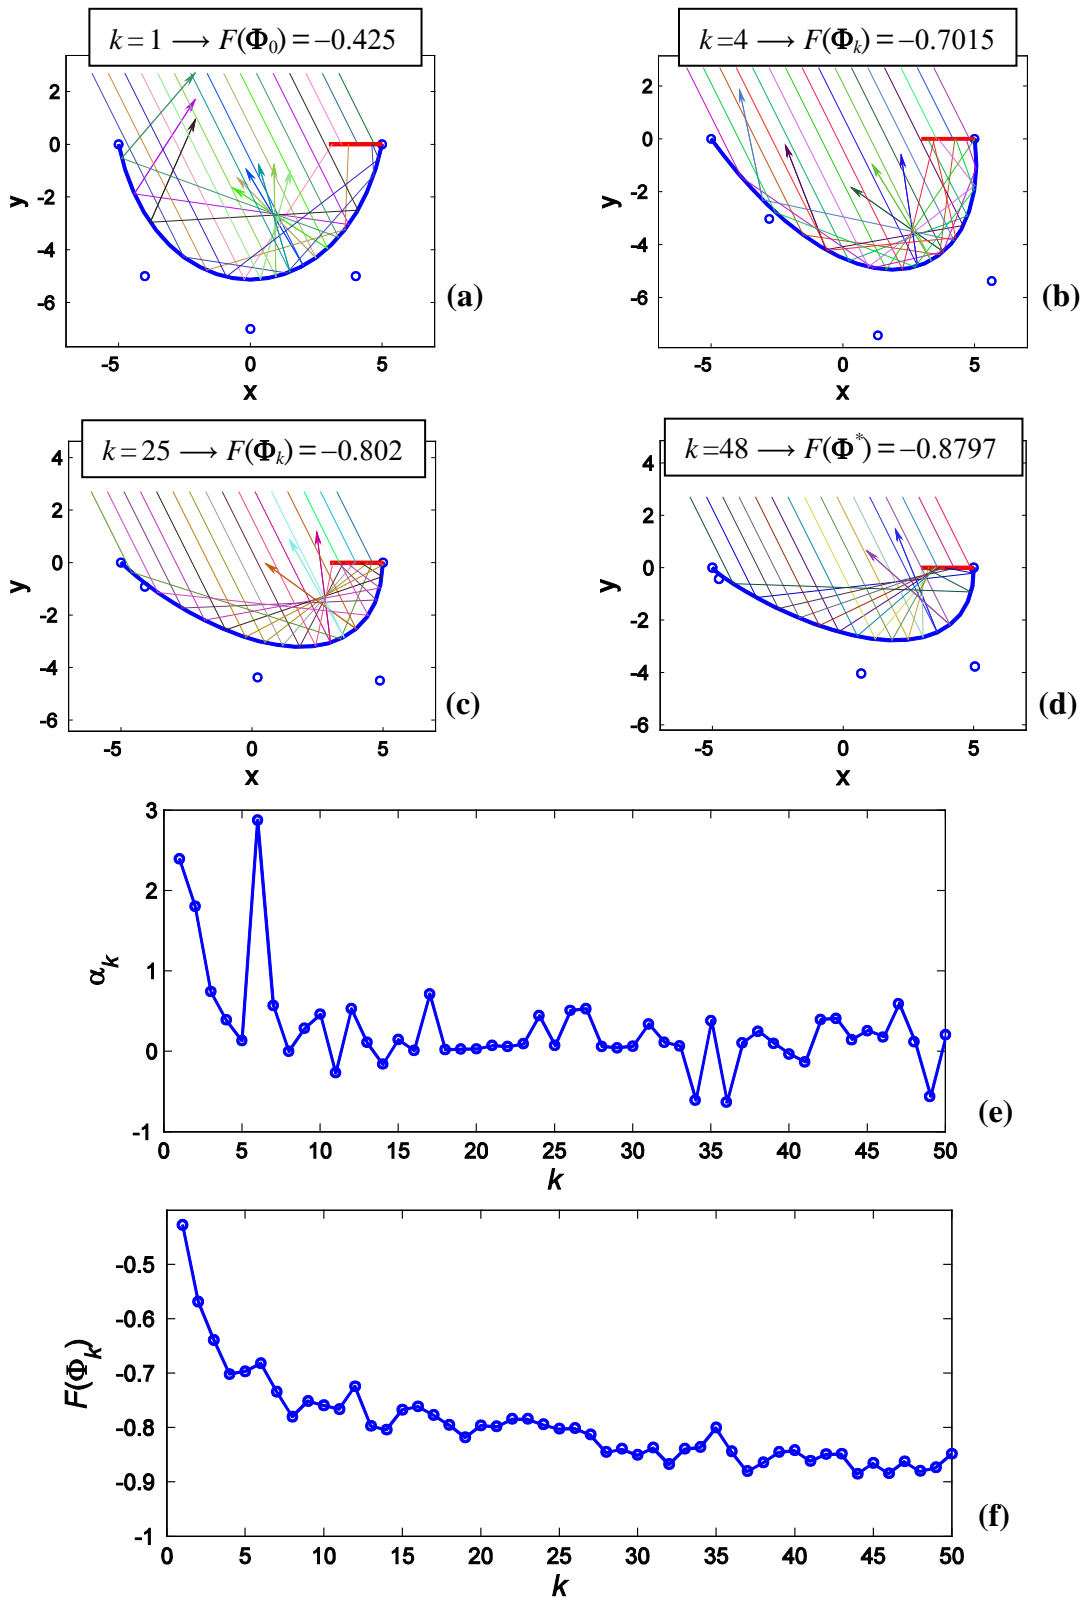 k = 1 → F(Φ₀) = −0.425
k=4 → F(Φₖ) = −0.7015
2
0
-2
-4
-6
y
-5
0
5
x
(a)
2
0
-2
-4
-6
y
-5
0
5
x
(b)
k = 25 → F(Φₖ) = −0.802
k=48 → F(Φ*) = −0.8797
4
2
0
-2
-4
-6
y
-5
0
5
x
(c)
4
2
0
-2
-4
-6
y
-5
0
5
x
(d)
3
2
1
0
-1
αₖ
0 5 10 15 20 25 30 35 40 45 50
k
(e)
-0.5
-0.6
-0.7
-0.8
-0.9
-1
F(Φₖ)
0 5 10 15 20 25 30 35 40 45 50
k
(f)